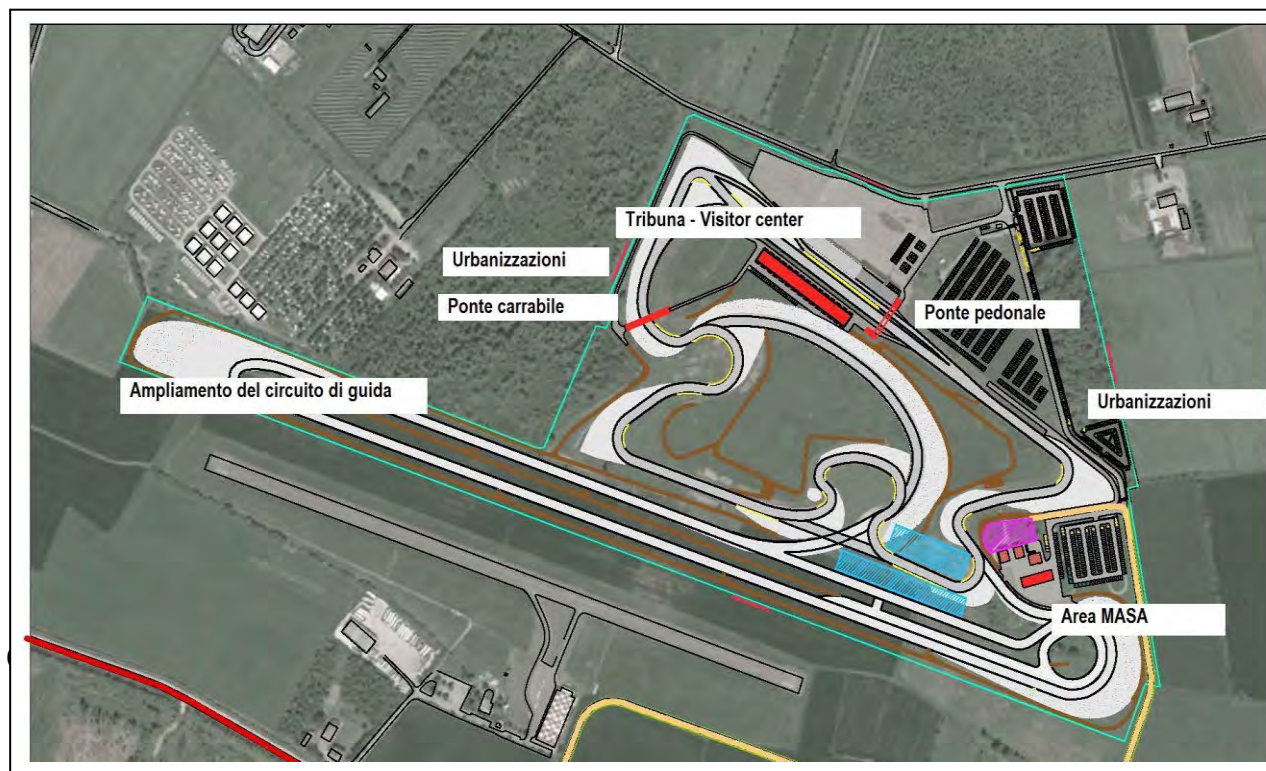 Tribuna - Visitor center
Urbanizzazioni
Ponte carrabile
Ponte pedonale
Ampliamento del circuito di guida
Urbanizzazioni
Area MASA